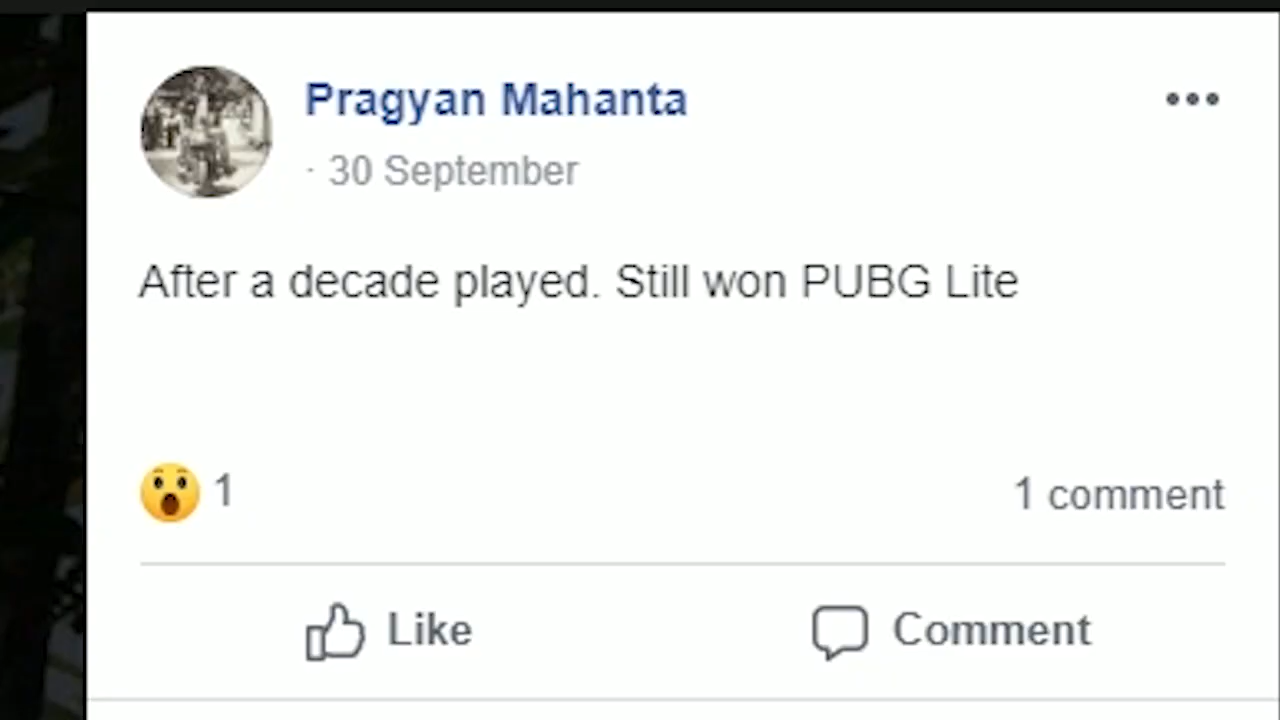 Pragyan Mahanta
· 30 September
After a decade played. Still won PUBG Lite
1
1 comment
Like
Comment